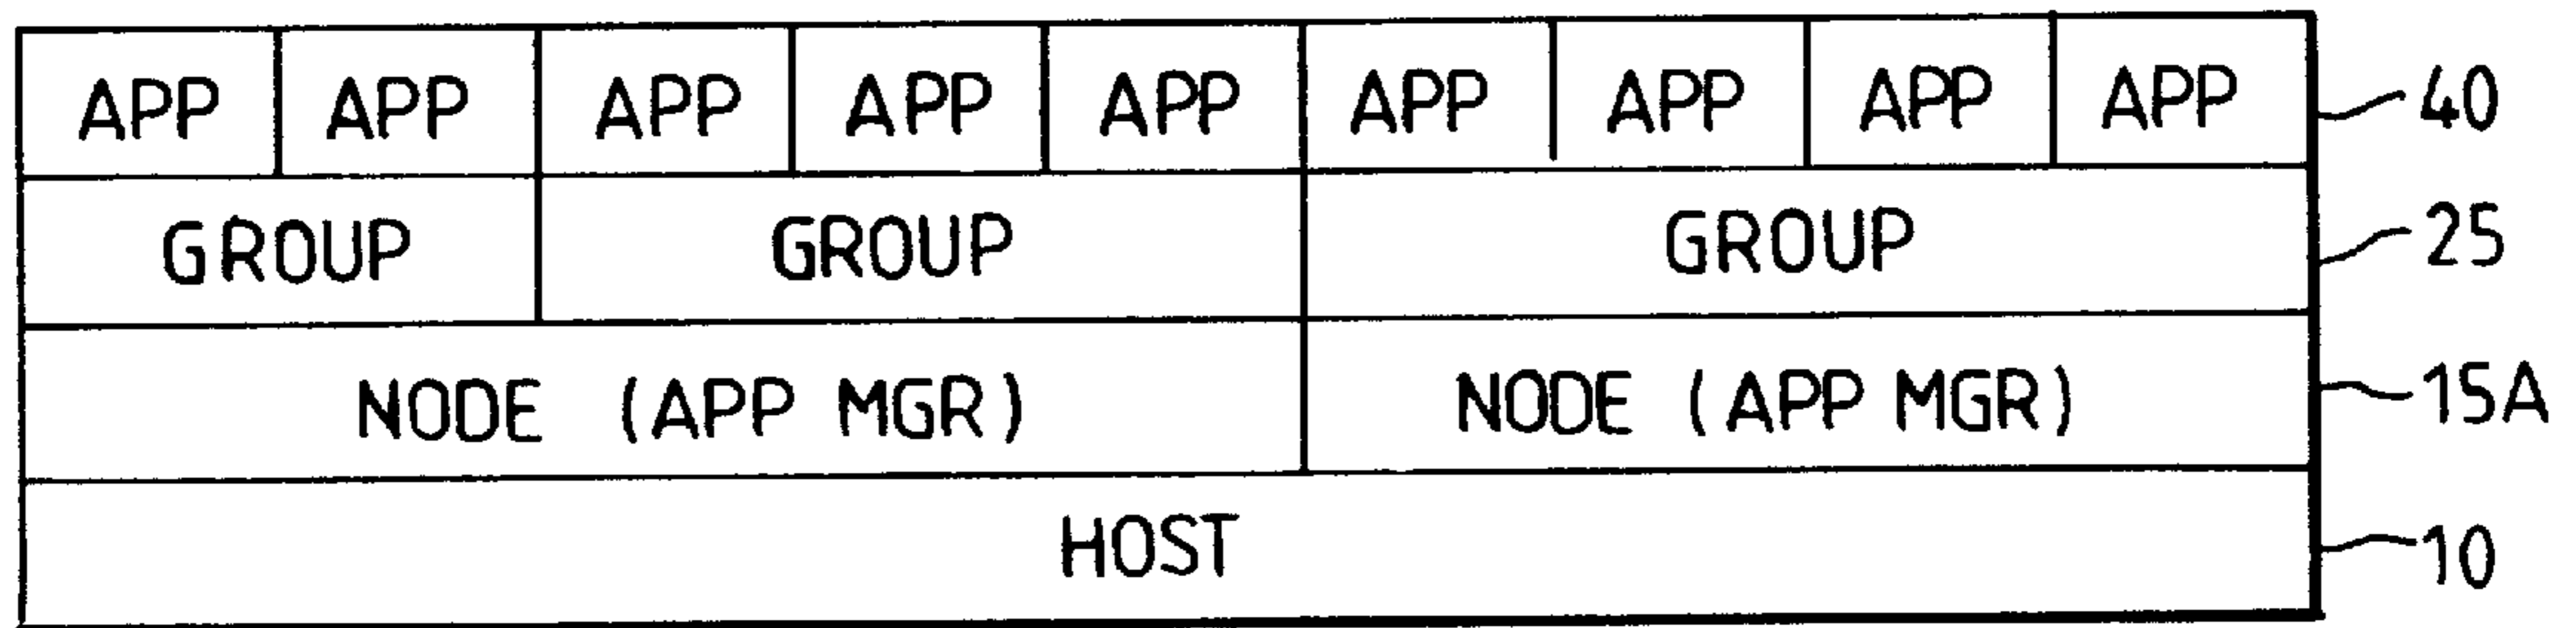 APP APP APP APP APP APP APP APP APP 40
GROUP GROUP GROUP 25
NODE (APP MGR) NODE (APP MGR) 15A
HOST 10